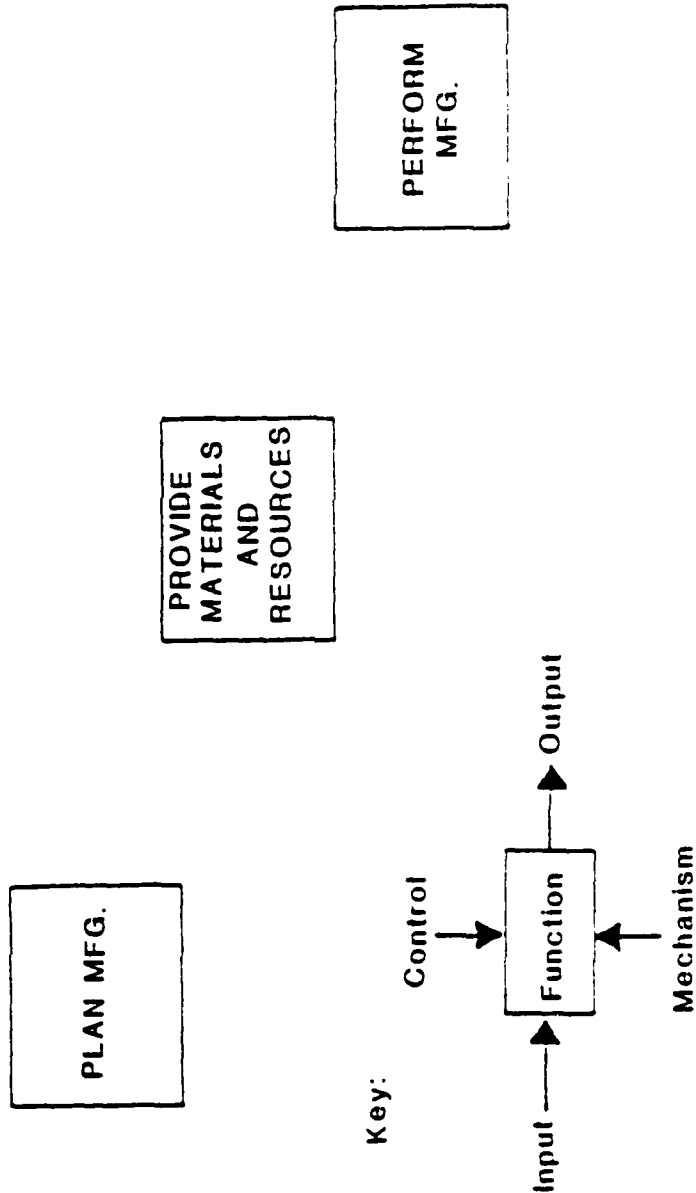 PLAN MFG.
PROVIDE
MATERIALS
AND
RESOURCES
PERFORM
MFG.
Key:
Control
Input
Function
Output
Mechanism